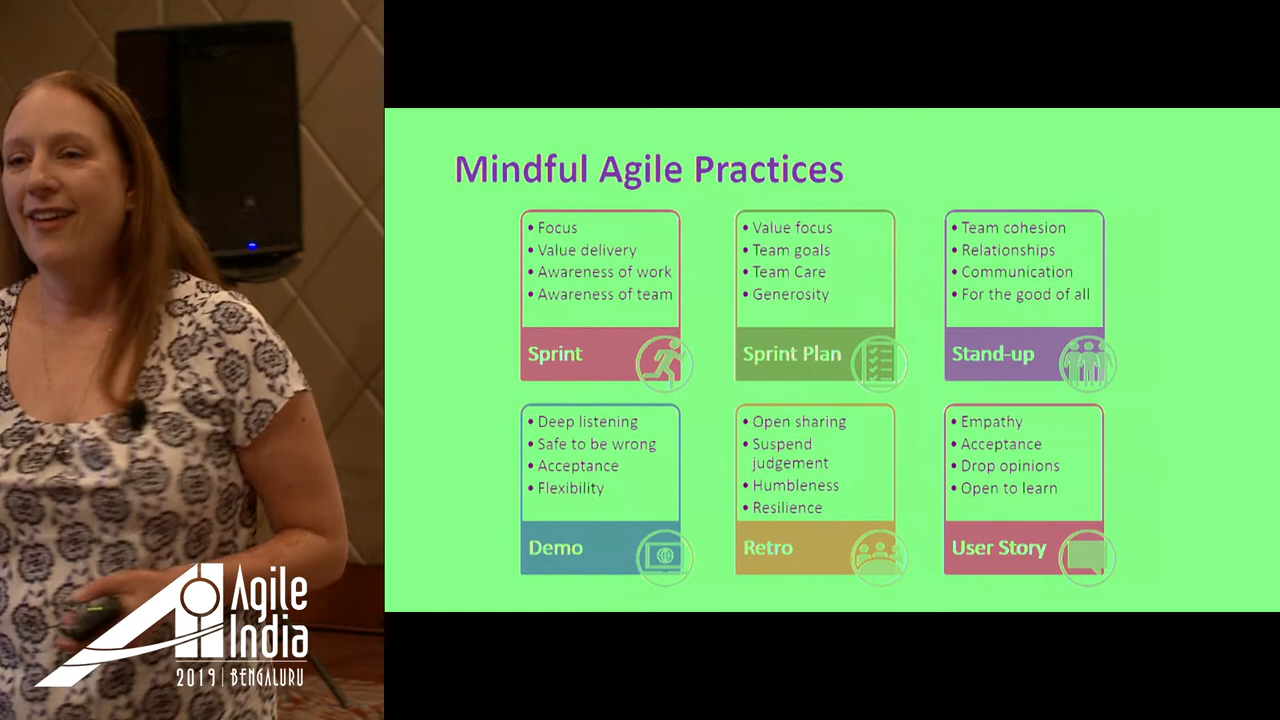 Mindful Agile Practices
• Focus
• Value delivery
• Awareness of work
• Awareness of team
Sprint
• Value focus
• Team goals
• Team Care
• Generosity
Sprint Plan
• Team cohesion
• Relationships
• Communication
• For the good of all
Stand-up
• Deep listening
• Safe to be wrong
• Acceptance
• Flexibility
Demo
• Open sharing
• Suspend
judgement
• Humbleness
• Resilience
Retro
• Empathy
• Acceptance
• Drop opinions
• Open to learn
User Story
Agile
India
2019 | BENGALURU